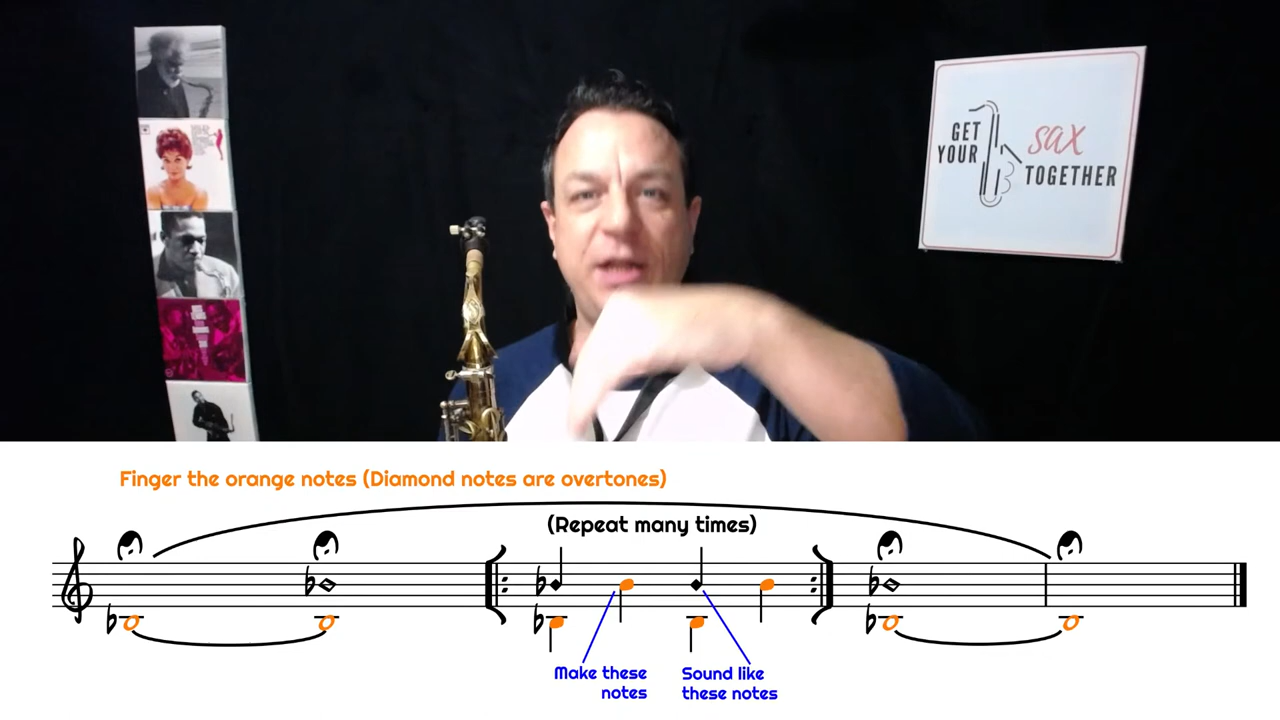 GET
YOUR
sax
TOGETHER
Finger the orange notes (Diamond notes are overtones)
(Repeat many times)
Make these
notes
Sound like
these notes